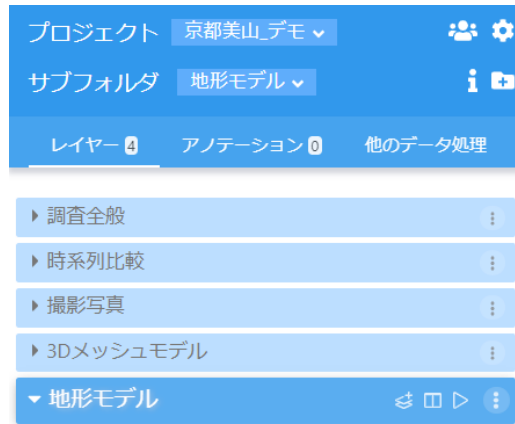 プロジェクト 京都美山_デモ
サブフォルダ 地形モデル
レイヤー 4 アノテーション 0 他のデータ処理
調査全般
時系列比較
撮影写真
3Dメッシュモデル
地形モデル